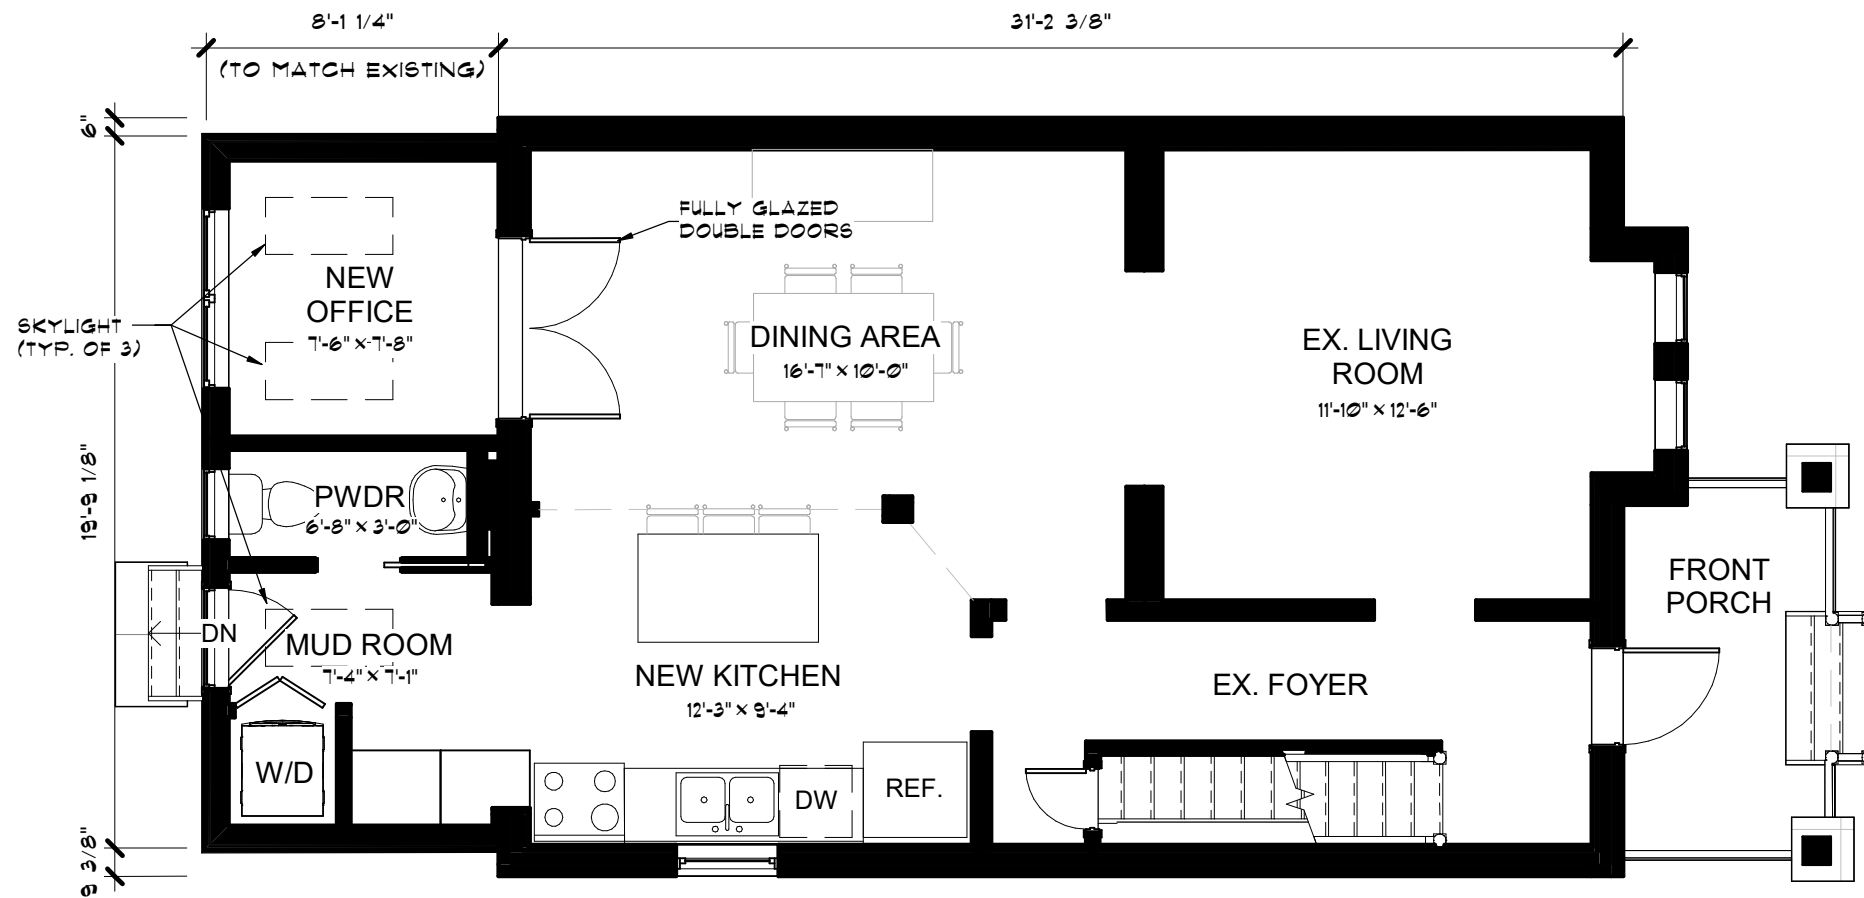 8'-1 1/4"
31'-2 3/8"
(TO MATCH EXISTING)
6"
FULLY GLAZED
DOUBLE DOORS
NEW
OFFICE
7'-6" × 7'-8"
SKYLIGHT
(TYP. OF 3)
DINING AREA
16'-7" × 10'-0"
EX. LIVING
ROOM
11'-10" × 12'-6"
19'-9 1/8"
PWDR
6'-8" × 3'-0"
FRONT
PORCH
DN
MUD ROOM
7'-4" × 7'-1"
NEW KITCHEN
12'-3" × 9'-4"
EX. FOYER
W/D
DW
REF.
9 3/8"